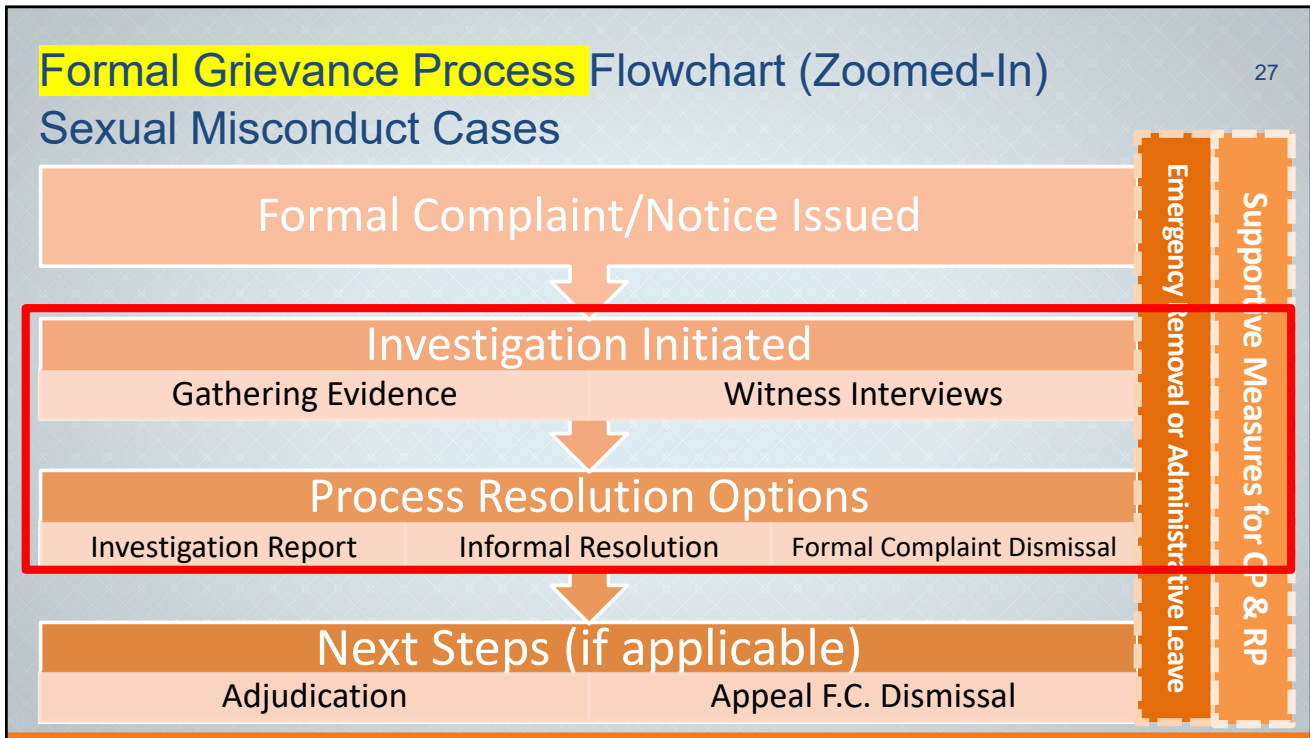 Formal Grievance Process Flowchart (Zoomed-In)
27
Sexual Misconduct Cases
Formal Complaint/Notice Issued
Investigation Initiated
Gathering Evidence
Witness Interviews
Process Resolution Options
Investigation Report
Informal Resolution
Formal Complaint Dismissal
Next Steps (if applicable)
Adjudication
Appeal F.C. Dismissal
Emergency Removal or Administrative Leave
Supportive Measures for CP & RP